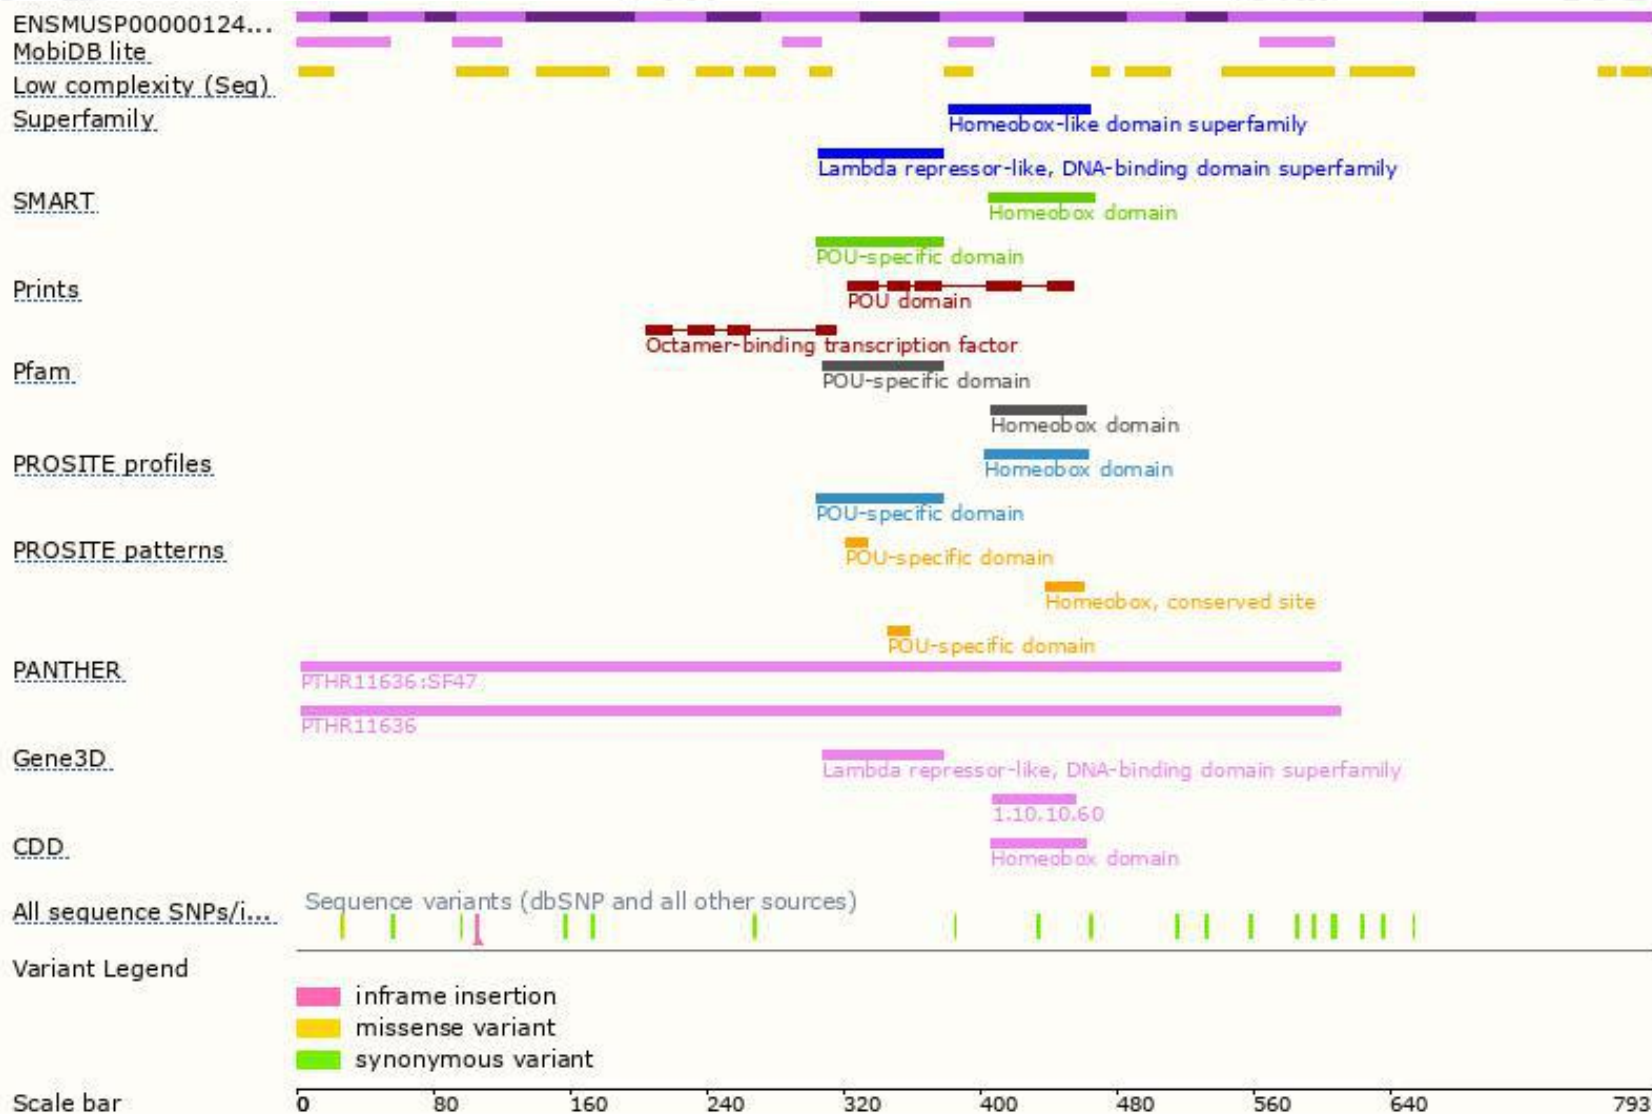 ENSMUSP00000124...
MobiDB lite
Low complexity (Seg)
Superfamily
Homeobox-like domain superfamily
Lambda repressor-like, DNA-binding domain superfamily
SMART
Homeobox domain
POU-specific domain
Prints
POU domain
Octamer-binding transcription factor
Pfam
POU-specific domain
Homeobox domain
PROSITE profiles
Homeobox domain
POU-specific domain
PROSITE patterns
POU-specific domain
Homeobox, conserved site
POU-specific domain
PANTHER
PTHR11636:SF47
PTHR11636
Gene3D
Lambda repressor-like, DNA-binding domain superfamily
1.10.10.60
CDD
Homeobox domain
Sequence variants (dbSNP and all other sources)
All sequence SNPs/i...
Variant Legend
inframe insertion
missense variant
synonymous variant
Scale bar 0 80 160 240 320 400 480 560 640 793